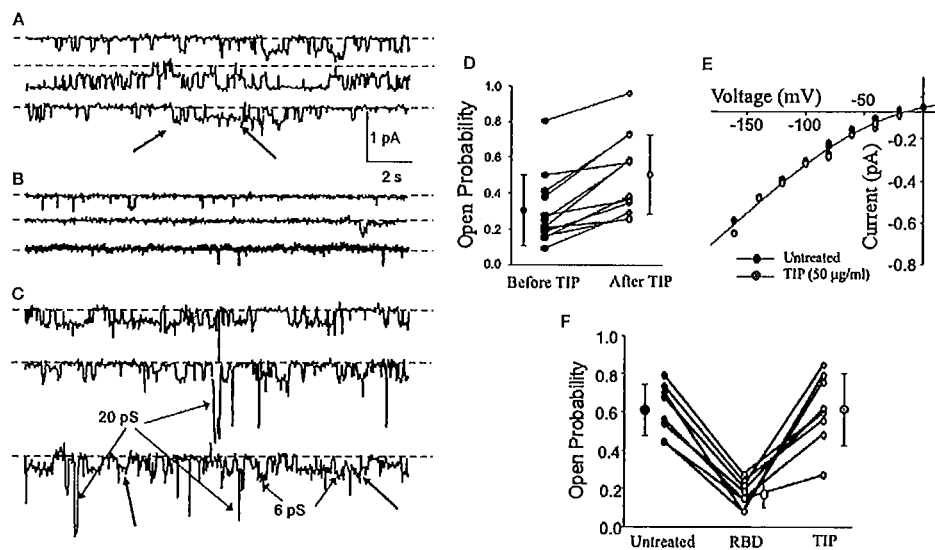 A
1 pA
2 s
B
C
20 pS
6 pS
D
Open Probability
1.0
0.8
0.6
0.4
0.2
0.0
Before TIP
After TIP
E
Voltage (mV)
-150
-100
-50
-0.2
-0.4
-0.6
-0.8
Current (pA)
Untreated
TIP (50 µg/ml)
F
Open Probability
1.0
0.8
0.6
0.4
0.2
0.0
Untreated
RBD
TIP